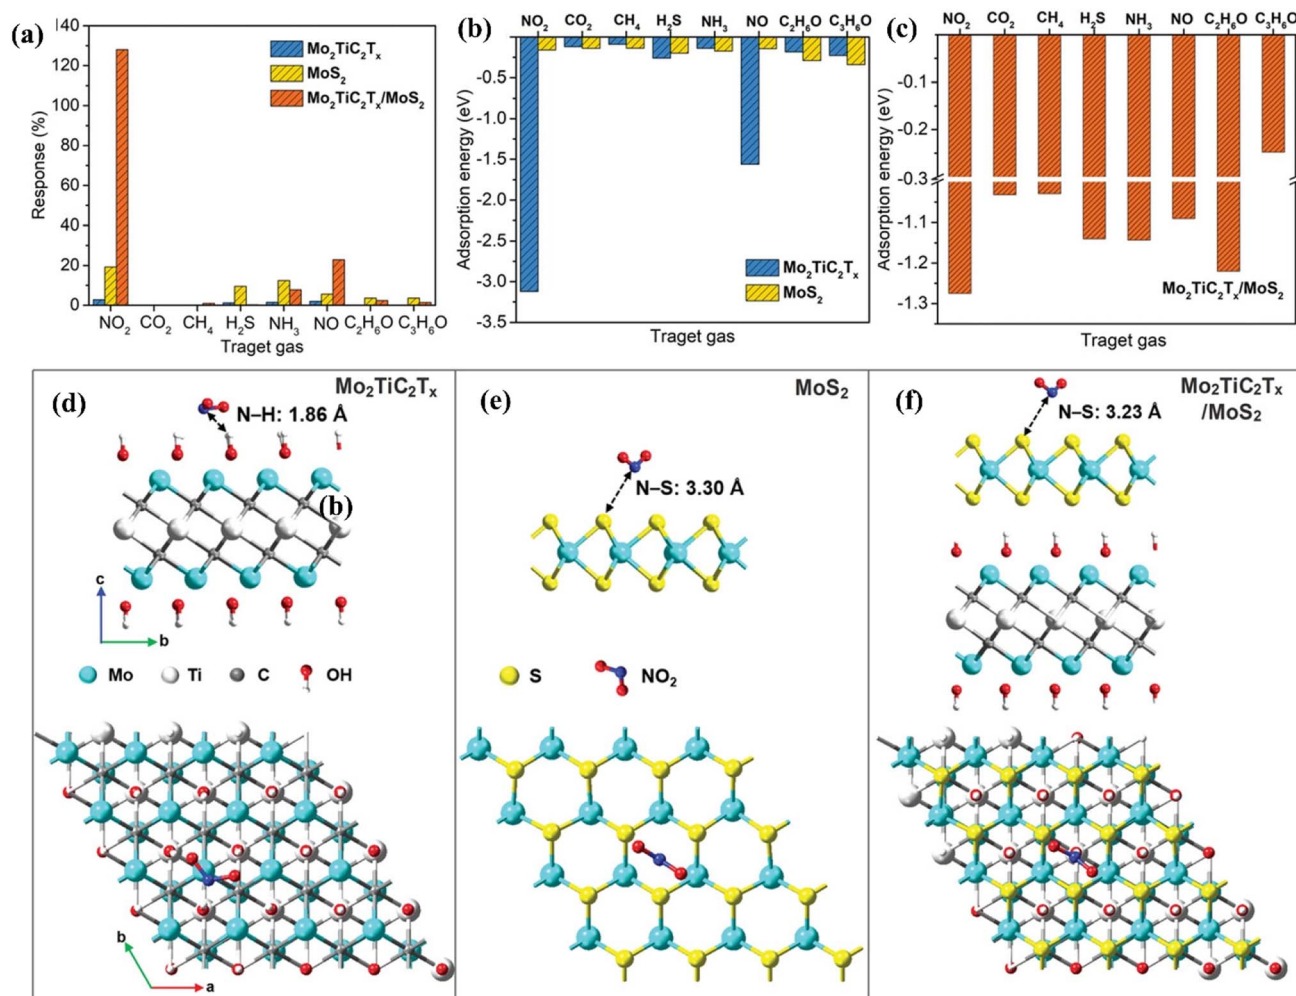 (a)
Response (%)
140
120
100
80
60
40
20
0
Mo₂TiC₂Tₓ
MoS₂
Mo₂TiC₂Tₓ/MoS₂
NO₂ CO₂ CH₄ H₂S NH₃ NO C₂H₆O C₃H₆O
Traget gas
(b)
NO₂ CO₂ CH₄ H₂S NH₃ NO C₂H₆O C₃H₆O
Adsorption energy (eV)
-0.5
-1.0
-1.5
-2.0
-2.5
-3.0
-3.5
Mo₂TiC₂Tₓ
MoS₂
Traget gas
(c)
NO₂ CO₂ CH₄ H₂S NH₃ NO C₂H₆O C₃H₆O
Adsorption energy (eV)
-0.1
-0.2
-0.3
-1.1
-1.2
-1.3
Mo₂TiC₂Tₓ/MoS₂
Traget gas
(d)
Mo₂TiC₂Tₓ
N–H: 1.86 Å
(b)
c
b
Mo Ti C OH
b
a
(e)
MoS₂
N–S: 3.30 Å
S NO₂
(f)
Mo₂TiC₂Tₓ
/MoS₂
N–S: 3.23 Å